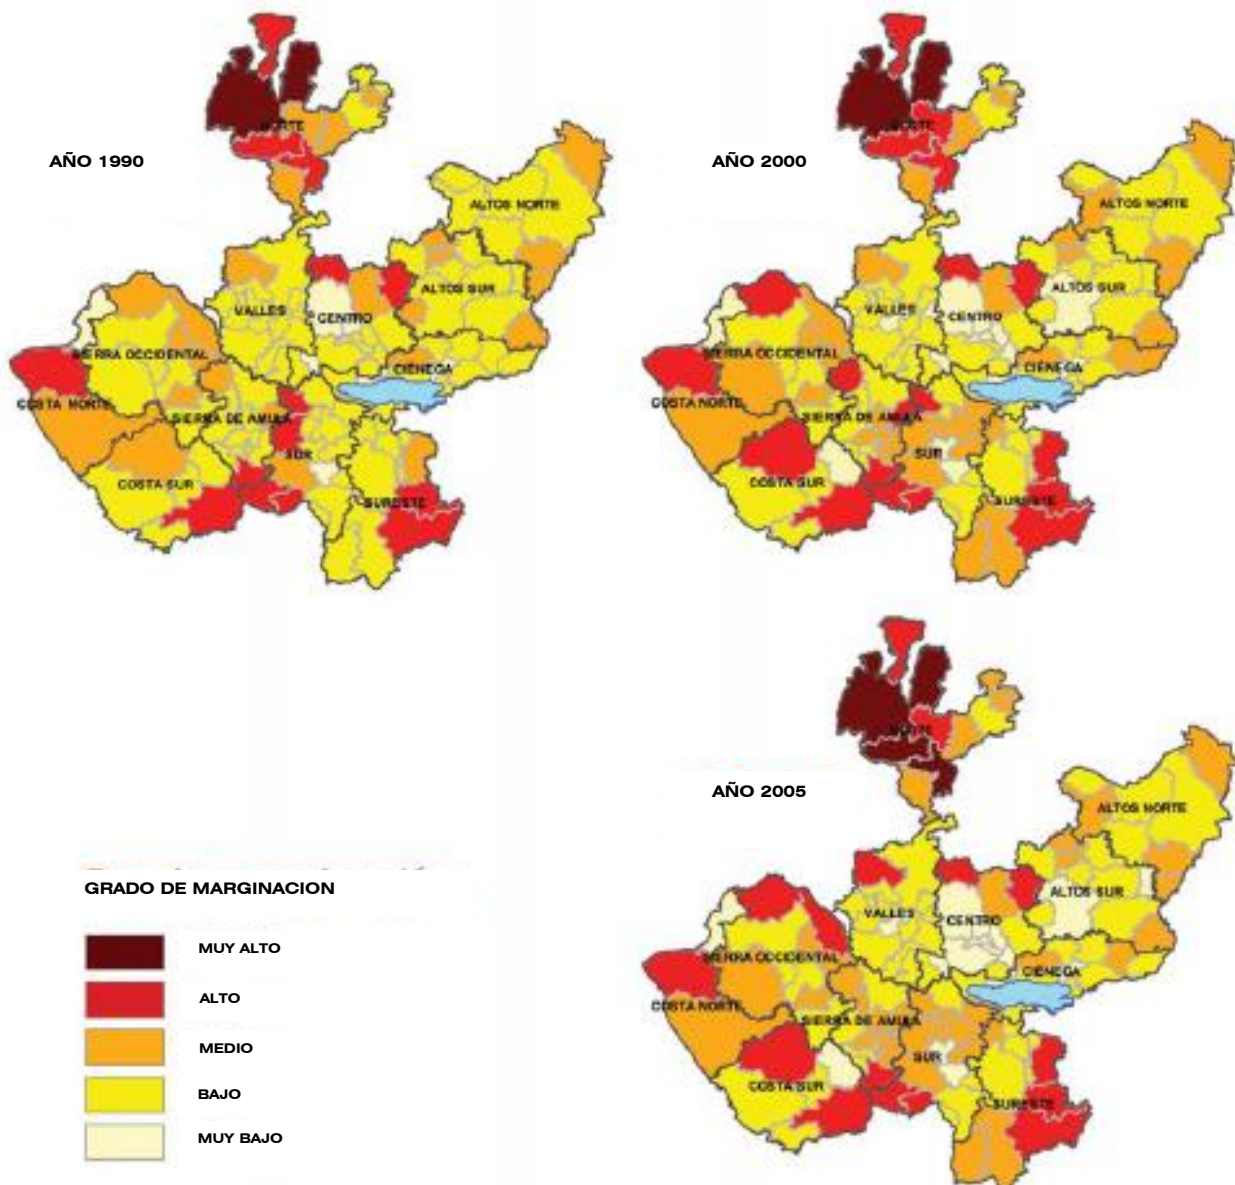 AÑO 1990
NORTE
ALTOS NORTE
ALTOS SUR
VALLES
CENTRO
SIERRA OCCIDENTAL
CIÉNEGA
COSTA NORTE
SIERRA DE AMULA
SUR
COSTA SUR
SURESTE
AÑO 2000
NORTE
ALTOS NORTE
ALTOS SUR
VALLES
CENTRO
SIERRA OCCIDENTAL
CIÉNEGA
COSTA NORTE
SIERRA DE AMULA
SUR
COSTA SUR
SURESTE
AÑO 2005
NORTE
ALTOS NORTE
ALTOS SUR
VALLES
CENTRO
SIERRA OCCIDENTAL
CIÉNEGA
COSTA NORTE
SIERRA DE AMULA
SUR
COSTA SUR
SURESTE
GRADO DE MARGINACION
MUY ALTO
ALTO
MEDIO
BAJO
MUY BAJO